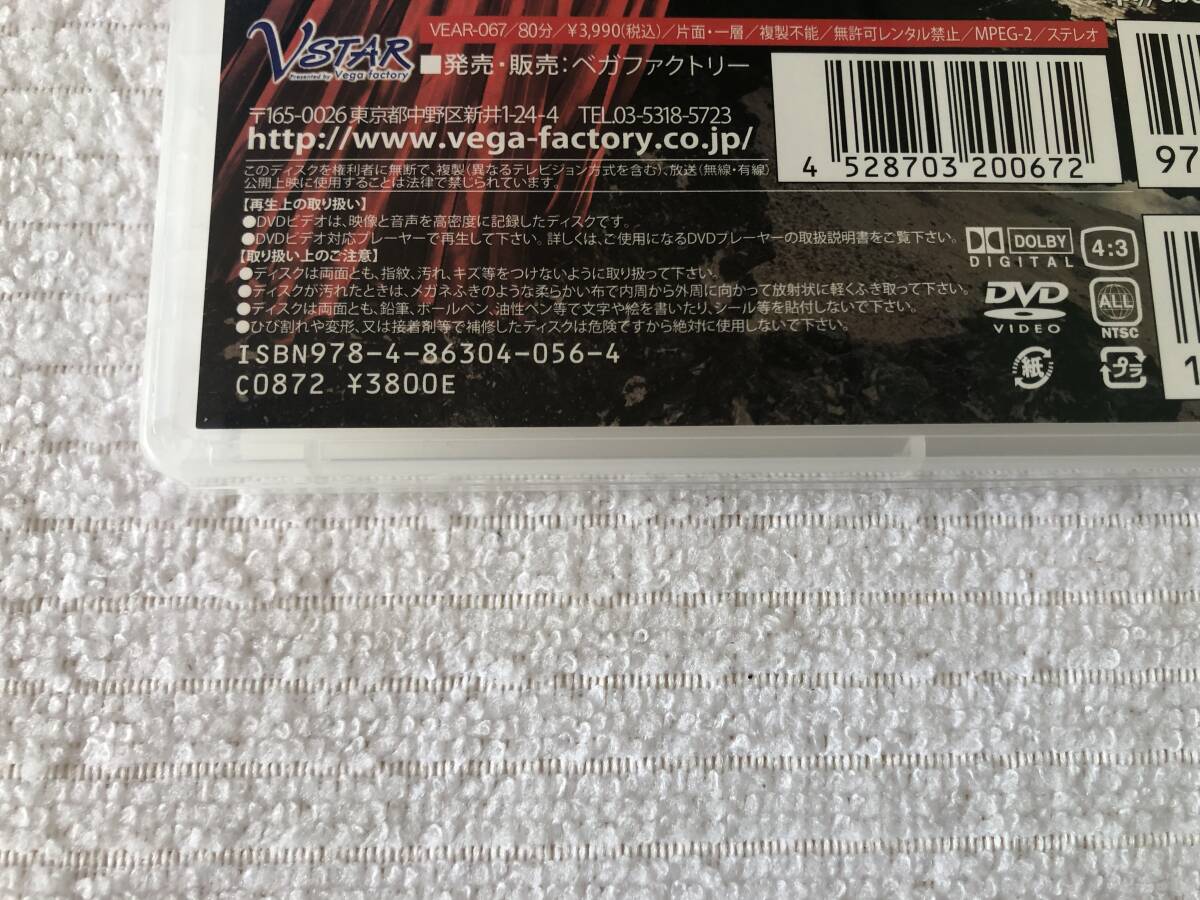 VSTAR
Presented by Vega factory
VEAR-067/80分/¥3,990(税込)/片面・一層/複製不能/無許可レンタル禁止/MPEG-2/ステレオ
■発売・販売:ベガファクトリー
〒165-0026 東京都中野区新井1-24-4 TEL.03-5318-5723
http://www.vega-factory.co.jp/
4 528703 200672
97
このディスクを権利者に無断で、複製(異なるテレビジョン方式を含む)、放送(無線・有線)
公開上映に使用することは法律で禁じられています。
【再生上の取り扱い】
●DVDビデオは、映像と音声を高密度に記録したディスクです。
●DVDビデオ対応プレーヤーで再生して下さい。詳しくは、ご使用になるDVDプレーヤーの取扱説明書をご覧下さい。
【取り扱い上のご注意】
●ディスクは両面とも、指紋、汚れ、キズ等をつけないように取り扱って下さい。
●ディスクが汚れたときは、メガネふきのような柔らかい布で内周から外周に向かって放射状に軽くふき取って下さい。
●ディスクは両面とも、鉛筆、ボールペン、油性ペン等で文字や絵を書いたり、シール等を貼付しないで下さい。
●ひび割れや変形、又は接着剤等で補修したディスクは危険ですから絶対に使用しないで下さい。
ISBN978-4-86304-056-4
C0872 ¥3800E
DOLBY
DIGITAL
4:3
DVD
VIDEO
ALL
NTSC
紙
プラ
1